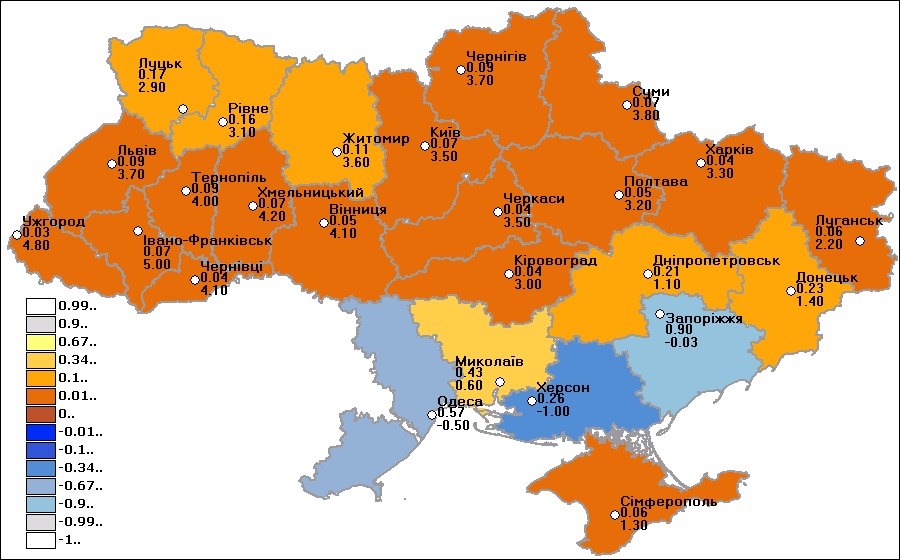 Луцьк
0.17
2.90
Рівне
0.16
3.10
Житомир
0.11
3.60
Київ
0.07
3.50
Чернігів
0.09
3.70
Суми
0.07
3.80
Львів
0.09
3.70
Тернопіль
0.09
4.00
Хмельницький
0.07
4.20
Вінниця
0.05
4.10
Черкаси
0.04
3.50
Полтава
0.05
3.20
Харків
0.04
3.30
Луганськ
0.06
2.20
Ужгород
0.03
4.80
Івано-Франківськ
0.07
5.00
Чернівці
0.04
4.10
Кіровоград
0.04
3.00
Дніпропетровськ
0.21
1.10
Донецьк
0.23
1.40
Запоріжжя
0.90
-0.03
Миколаїв
0.43
0.60
Херсон
0.26
-1.00
Одеса
0.57
-0.50
Сімферополь
0.06
1.30
0.99..
0.9..
0.67..
0.34..
0.1..
0.01..
0..
-0.01..
-0.1..
-0.34..
-0.67..
-0.9..
-0.99..
-1..